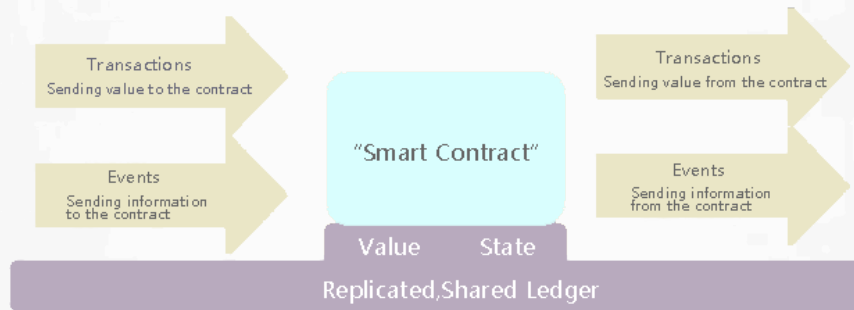 Transactions
Sending value to the contract
Events
Sending information
to the contract
“Smart Contract”
Transactions
Sending value from the contract
Events
Sending information
from the contract
Value State
Replicated,Shared Ledger